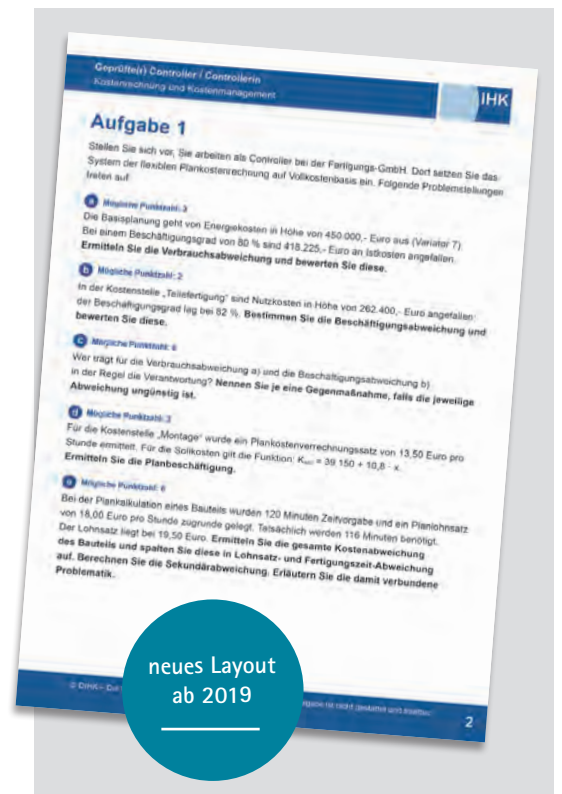 Geprüfte(r) Controller / Controllerin
Kostenrechnung und Kostenmanagement
IHK
Aufgabe 1
Stellen Sie sich vor, Sie arbeiten als Controller bei der Fertigungs-GmbH. Dort setzen Sie das
System der flexiblen Plankostenrechnung auf Vollkostenbasis ein. Folgende Problemstellungen
treten auf:
a Mögliche Punktzahl: 3
Die Basisplanung geht von Energiekosten in Höhe von 450.000,- Euro aus (Variator 7).
Bei einem Beschäftigungsgrad von 80 % sind 418.225,- Euro an Istkosten angefallen.
Ermitteln Sie die Verbrauchsabweichung und bewerten Sie diese.
b Mögliche Punktzahl: 2
In der Kostenstelle „Teilefertigung“ sind Nutzkosten in Höhe von 262.400,- Euro angefallen;
der Beschäftigungsgrad lag bei 82 %. Bestimmen Sie die Beschäftigungsabweichung und
bewerten Sie diese.
c Mögliche Punktzahl: 6
Wer trägt für die Verbrauchsabweichung a) und die Beschäftigungsabweichung b)
in der Regel die Verantwortung? Nennen Sie je eine Gegenmaßnahme, falls die jeweilige
Abweichung ungünstig ist.
d Mögliche Punktzahl: 3
Für die Kostenstelle „Montage“ wurde ein Plankostenverrechnungssatz von 13,50 Euro pro
Stunde ermittelt. Für die Sollkosten gilt die Funktion: = 39.150 + 10,8 · x.
Ermitteln Sie die Planbeschäftigung.
e Mögliche Punktzahl: 6
Bei der Plankalkulation eines Bauteils wurden 120 Minuten Zeitvorgabe und ein Planlohnsatz
von 18,00 Euro pro Stunde zugrunde gelegt. Tatsächlich werden 116 Minuten benötigt.
Der Lohnsatz liegt bei 19,50 Euro. Ermitteln Sie die gesamte Kostenabweichung
des Bauteils und spalten Sie diese in Lohnsatz- und Fertigungszeit-Abweichung
auf. Berechnen Sie die Sekundärabweichung. Erläutern Sie die damit verbundene
Problematik.
neues Layout
ab 2019
© DIHK – ist nicht gestattet und
2